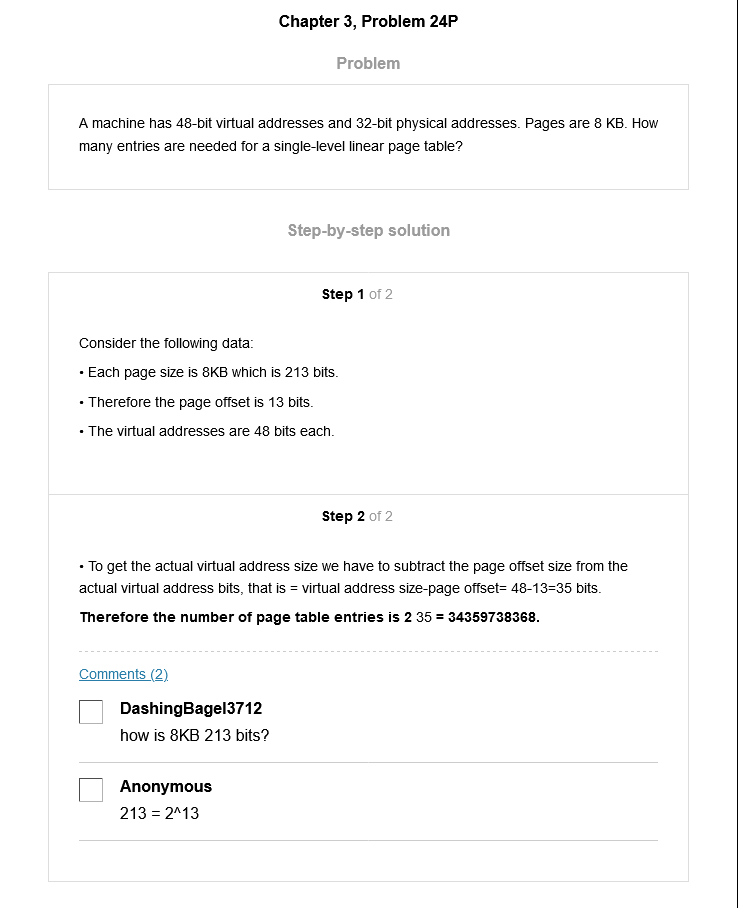 Chapter 3, Problem 24P
Problem
A machine has 48-bit virtual addresses and 32-bit physical addresses. Pages are 8 KB. How
many entries are needed for a single-level linear page table?
Step-by-step solution
Step 1 of 2
Consider the following data:
• Each page size is 8KB which is 213 bits.
• Therefore the page offset is 13 bits.
• The virtual addresses are 48 bits each.
Step 2 of 2
• To get the actual virtual address size we have to subtract the page offset size from the
actual virtual address bits, that is = virtual address size-page offset= 48-13=35 bits.
Therefore the number of page table entries is 2 35 = 34359738368.
Comments (2)
DashingBagel3712
how is 8KB 213 bits?
Anonymous
213 = 2^13